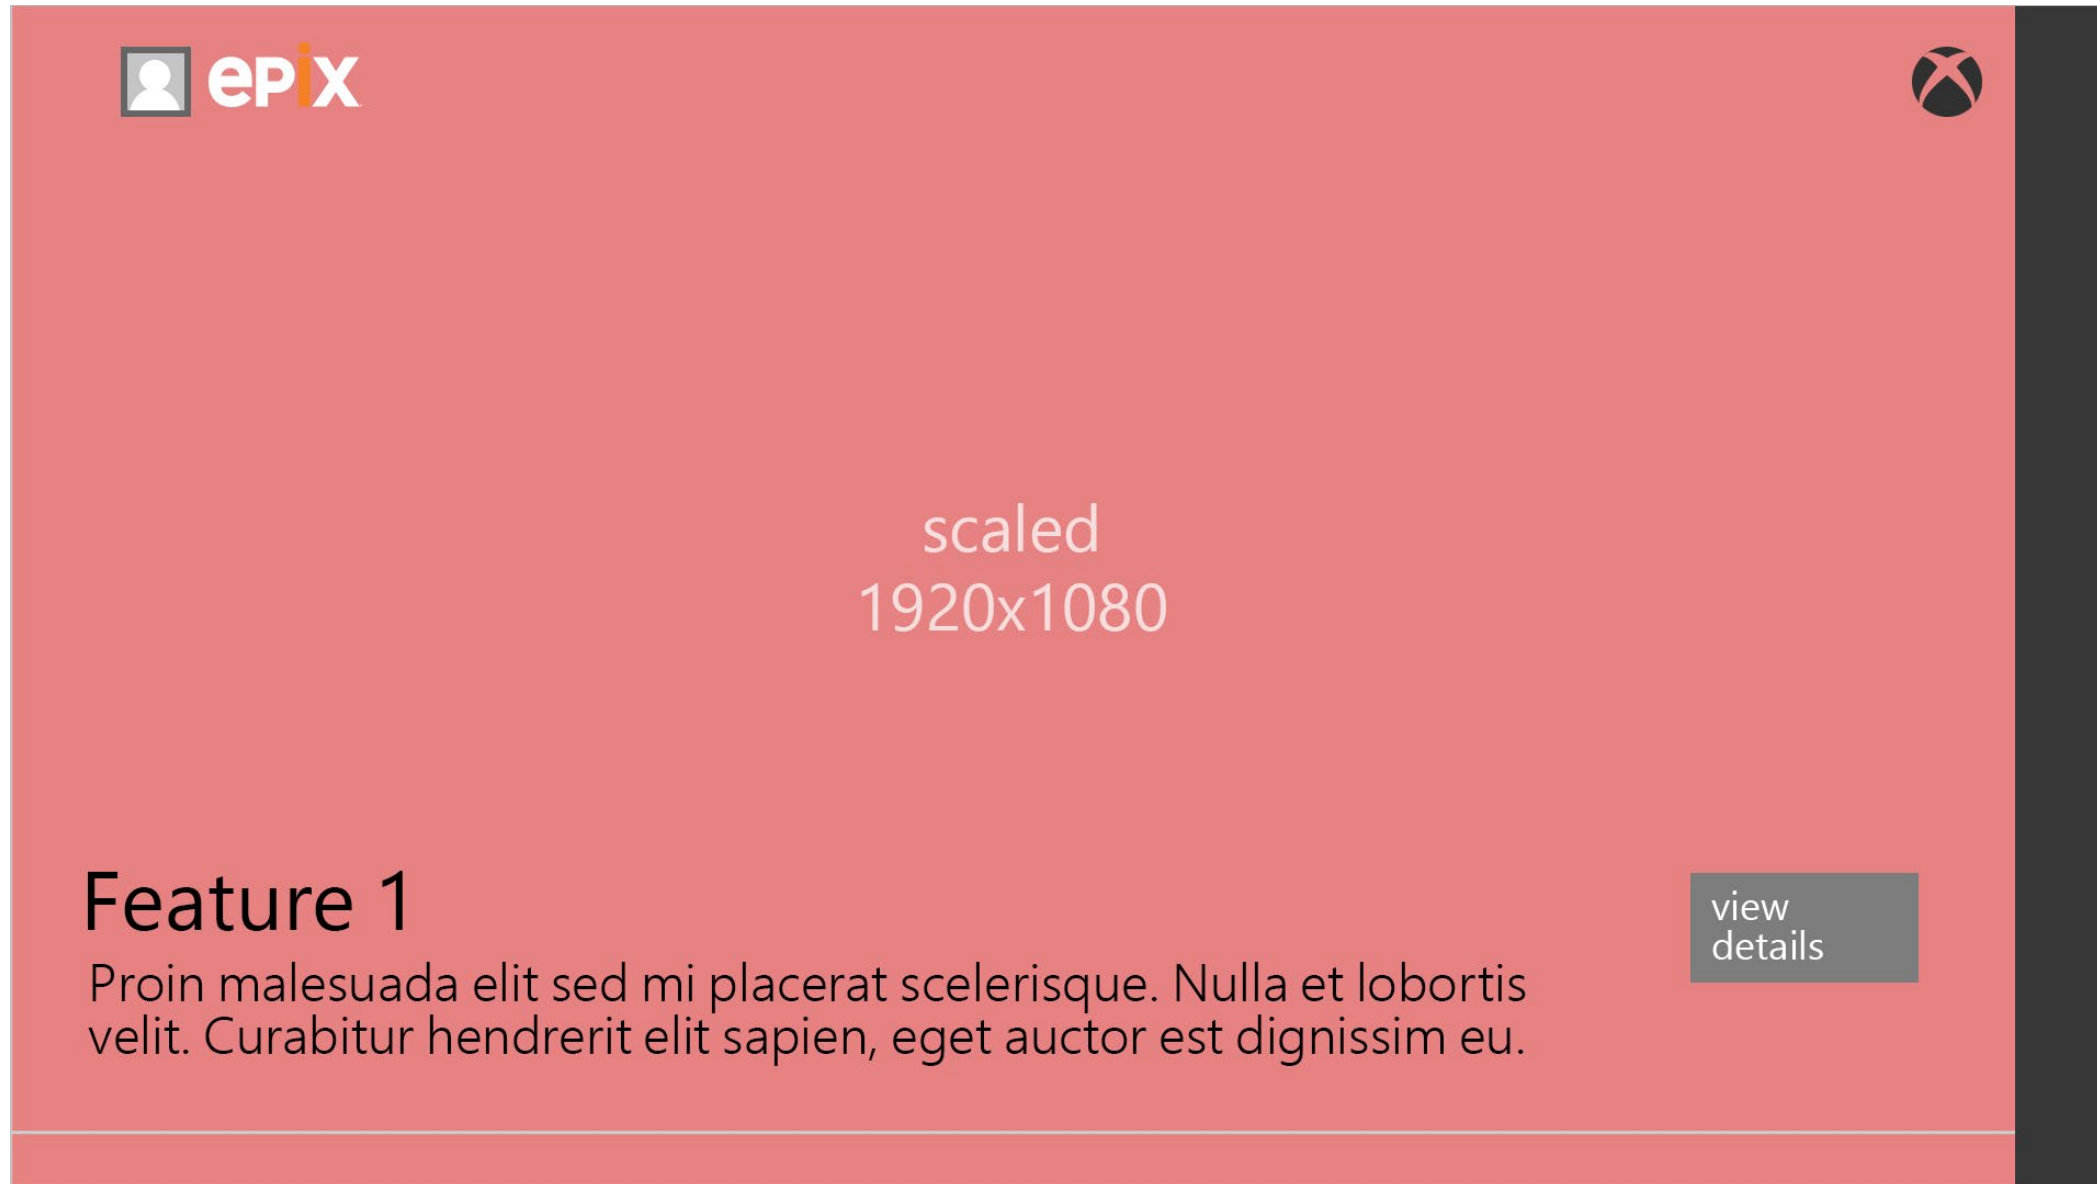 epix
scaled
1920x1080
Feature 1
view
details
Proin malesuada elit sed mi placerat scelerisque. Nulla et lobortis
velit. Curabitur hendrerit elit sapien, eget auctor est dignissim eu.